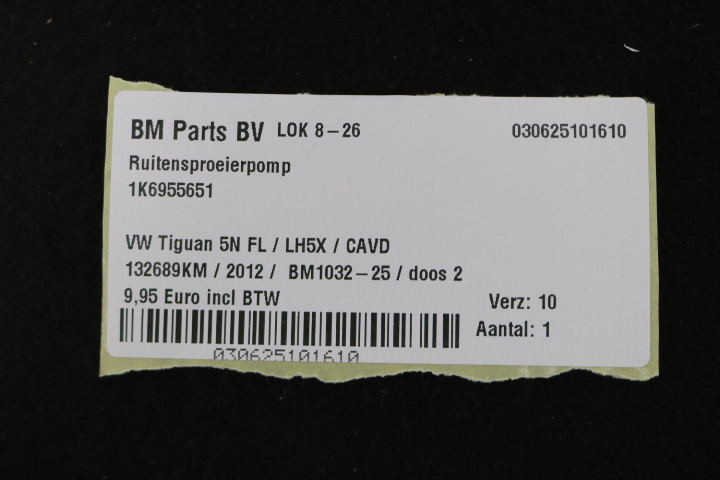 BM Parts BV LOK 8-26 030625101610
Ruitensproeierpomp
1K6955651
VW Tiguan 5N FL / LH5X / CAVD
132689KM / 2012 / BM1032-25 / doos 2
9,95 Euro incl BTW Verz: 10
Aantal: 1
030625101610